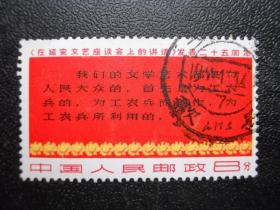 《在延安文艺座谈会上的讲话》发表二十五周年
我们的文学艺术都是为
人民大众的，首先是为工农
兵的，为工农兵而创作，为
工农兵所利用的。
中国人民邮政8分